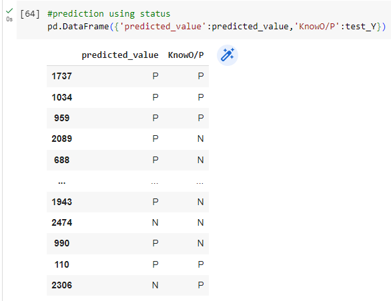 [64] #prediction using status
0s pd.DataFrame({'predicted_value':predicted_value,'KnowO/P':test_Y})
predicted_value KnowO/P
1737 P P
1034 P P
959 P P
2089 P N
688 P N
... ... ...
1943 P N
2474 N N
990 P N
110 P P
2306 N P